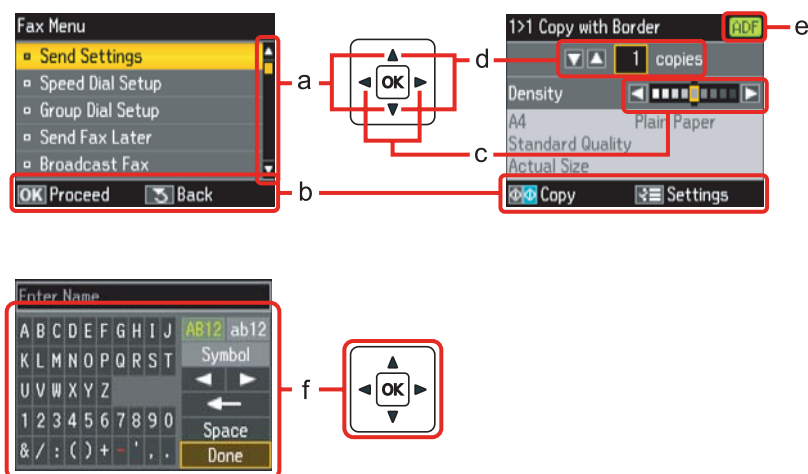 Fax Menu
Send Settings
Speed Dial Setup
Group Dial Setup
Send Fax Later
Broadcast Fax
OK Proceed Back
a
b
OK
d
c
1>1 Copy with Border ADF
e
1 copies
Density
A4 Plain Paper
Standard Quality
Actual Size
Copy Settings
Enter Name
A B C D E F G H I J AB12 ab12
K L M N O P Q R S T Symbol
U V W X Y Z
1 2 3 4 5 6 7 8 9 0 Space
& / : ( ) + - ' , . Done
f
OK